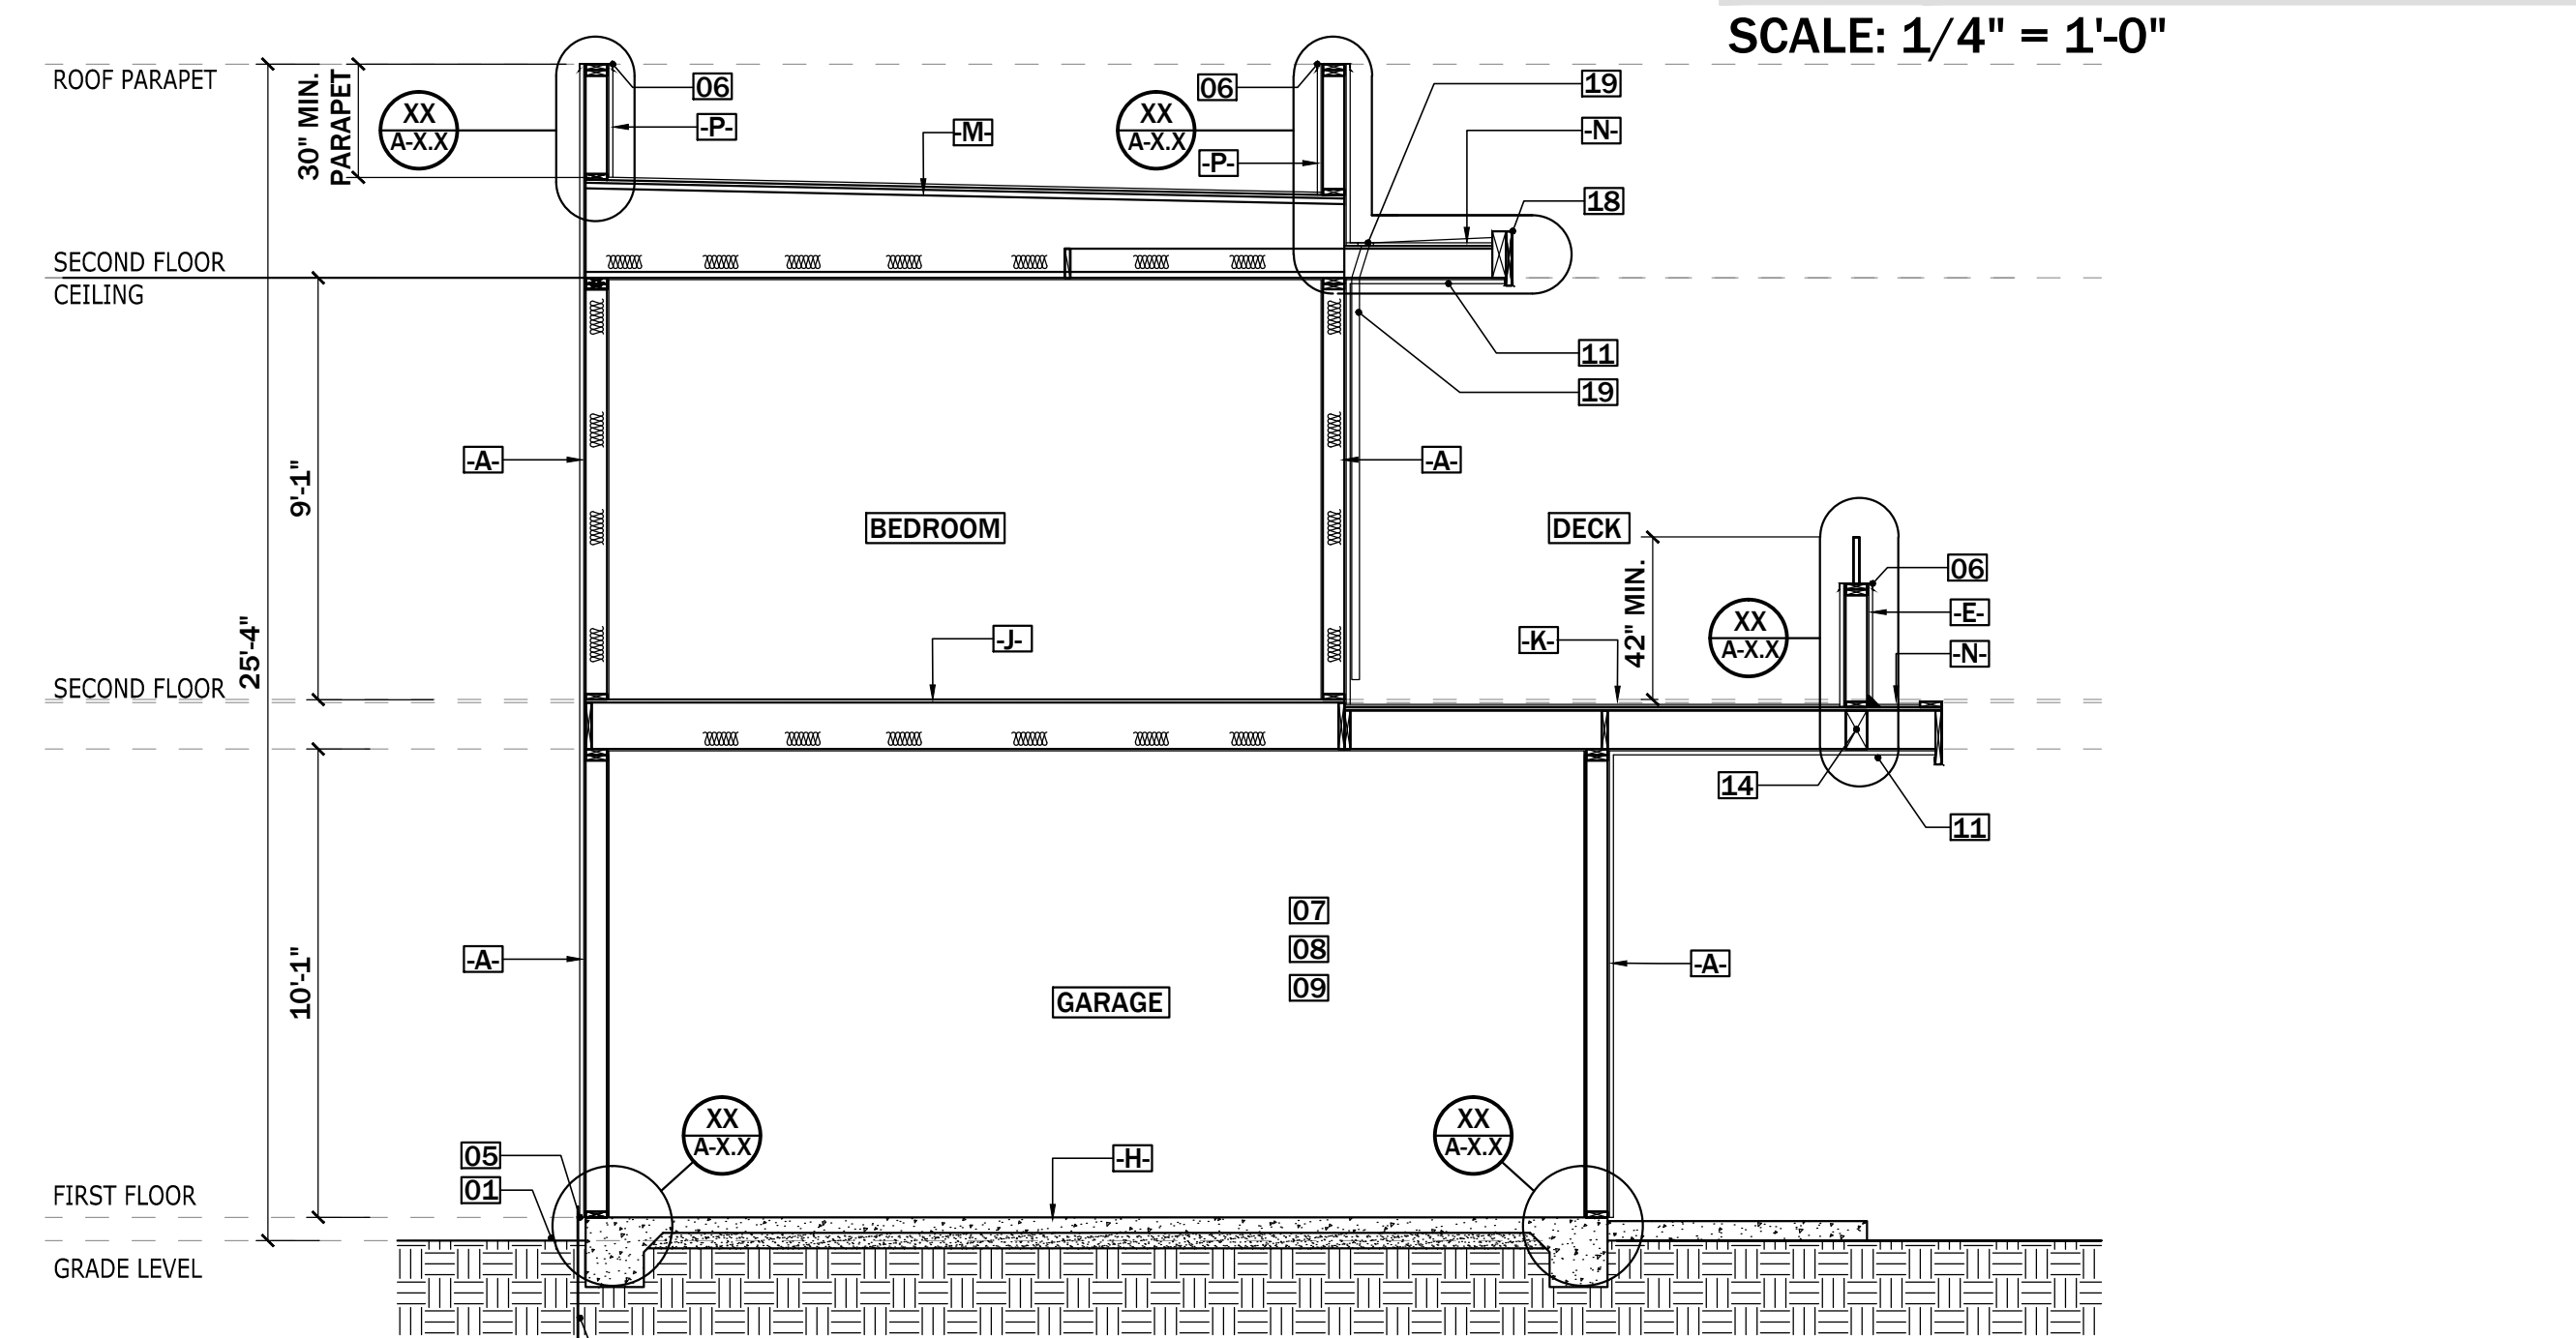 SCALE: 1/4" = 1'-0"
ROOF PARAPET
30" MIN.
PARAPET
XX
A-X.X
06
-P-
-M-
06
XX
A-X.X
-P-
19
-N-
18
SECOND FLOOR
CEILING
11
19
9'-1"
-A-
-A-
BEDROOM
DECK
42" MIN.
06
-E-
XX
A-X.X
-N-
25'-4"
-J-
-K-
SECOND FLOOR
14
11
07
08
09
10'-1"
-A-
-A-
GARAGE
XX
A-X.X
XX
A-X.X
05
01
-H-
FIRST FLOOR
GRADE LEVEL